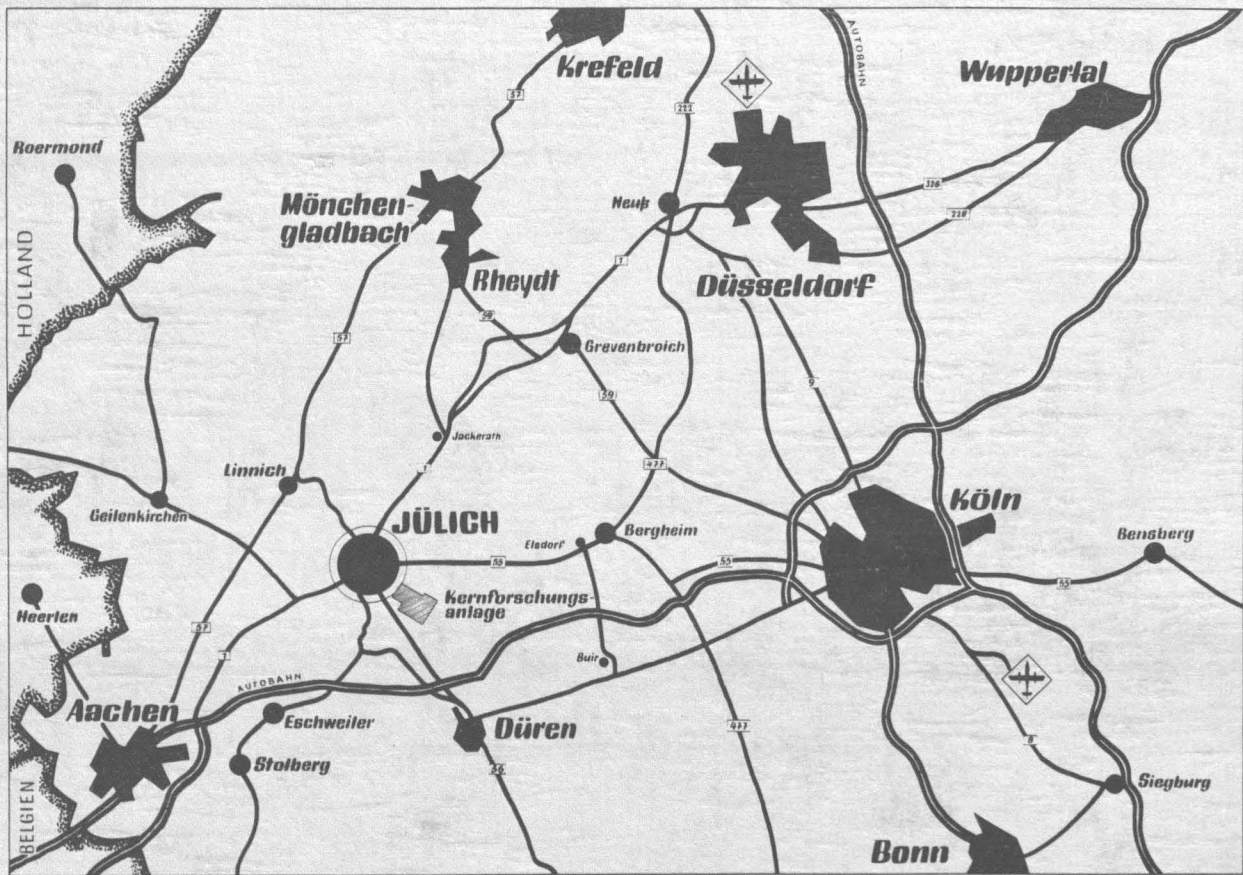 Krefeld
Wuppertal
AUTOBAHN
57
222
Roermond
Mönchen-
gladbach
Neuß
326
228
HOLLAND
Rheydt
1
Düsseldorf
59
57
Grevenbroich
9
59
Jackerath
1
477
Linnich
Geilenkirchen
Köln
JÜLICH
Elsdorf
Bergheim
Bensberg
55
55
55
Kernforschungs-
anlage
Heerlen
57
1
Buir
AUTOBAHN
Aachen
Eschweiler
Düren
477
8
Stolberg
56
Siegburg
BELGIEN
Bonn